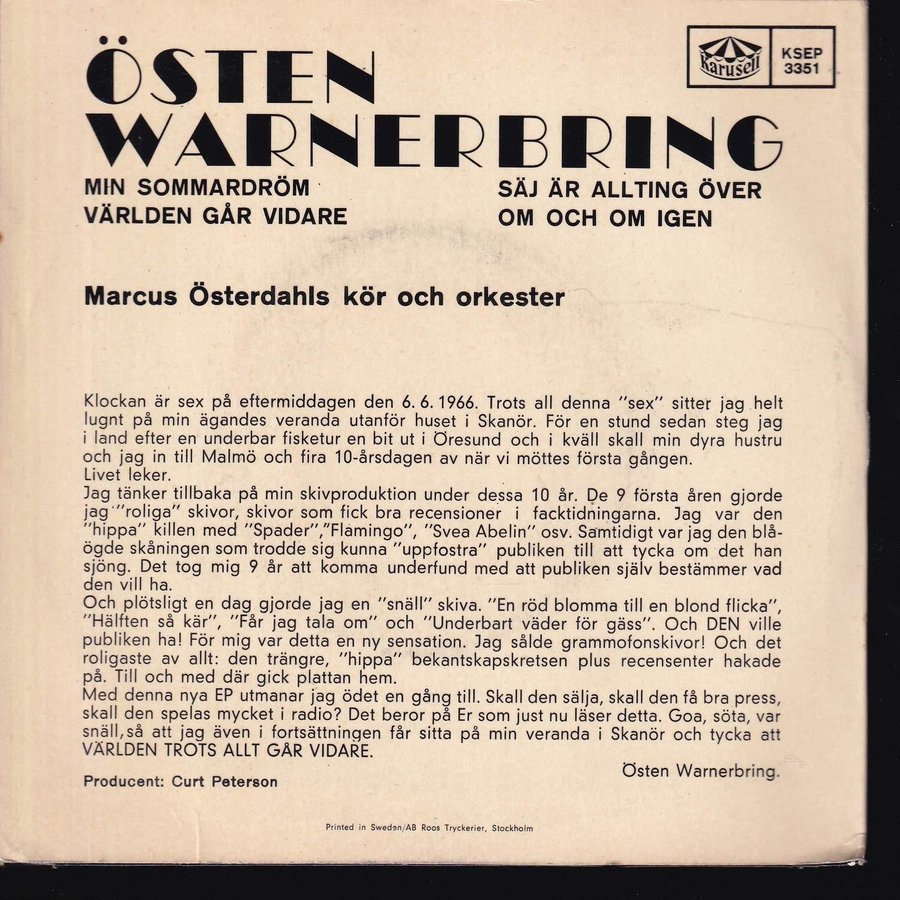 ÖSTEN
WARNERBRING
Karusell
KSEP
3351
MIN SOMMARDRÖM
VÄRLDEN GÅR VIDARE
SÄJ ÄR ALLTING ÖVER
OM OCH OM IGEN
Marcus Österdahls kör och orkester
Klockan är sex på eftermiddagen den 6. 6. 1966. Trots all denna "sex" sitter jag helt
lugnt på min ägandes veranda utanför huset i Skanör. För en stund sedan steg jag
i land efter en underbar fisketur en bit ut i Öresund och i kväll skall min dyra hustru
och jag in till Malmö och fira 10-årsdagen av när vi möttes första gången.
Livet leker.
Jag tänker tillbaka på min skivproduktion under dessa 10 år. De 9 första åren gjorde
jag "roliga" skivor, skivor som fick bra recensioner i facktidningarna. Jag var den
"hippa" killen med "Spader","Flamingo", "Svea Abelin" osv. Samtidigt var jag den blå-
ögde skåningen som trodde sig kunna "uppfostra" publiken till att tycka om det han
sjöng. Det tog mig 9 år att komma underfund med att publiken själv bestämmer vad
den vill ha.
Och plötsligt en dag gjorde jag en "snäll" skiva. "En röd blomma till en blond flicka",
"Hälften så kär", "Får jag tala om" och "Underbart väder för gäss". Och DEN ville
publiken ha! För mig var detta en ny sensation. Jag sålde grammofonskivor! Och det
roligaste av allt: den trängre, "hippa" bekantskapskretsen plus recensenter hakade
på. Till och med där gick plattan hem.
Med denna nya EP utmanar jag ödet en gång till. Skall den sälja, skall den få bra press,
skall den spelas mycket i radio? Det beror på Er som just nu läser detta. Goa, söta, var
snäll, så att jag även i fortsättningen får sitta på min veranda i Skanör och tycka att
VÄRLDEN TROTS ALLT GÅR VIDARE.
Östen Warnerbring.
Producent: Curt Peterson
Printed in Sweden/AB Roos Tryckerier, Stockholm